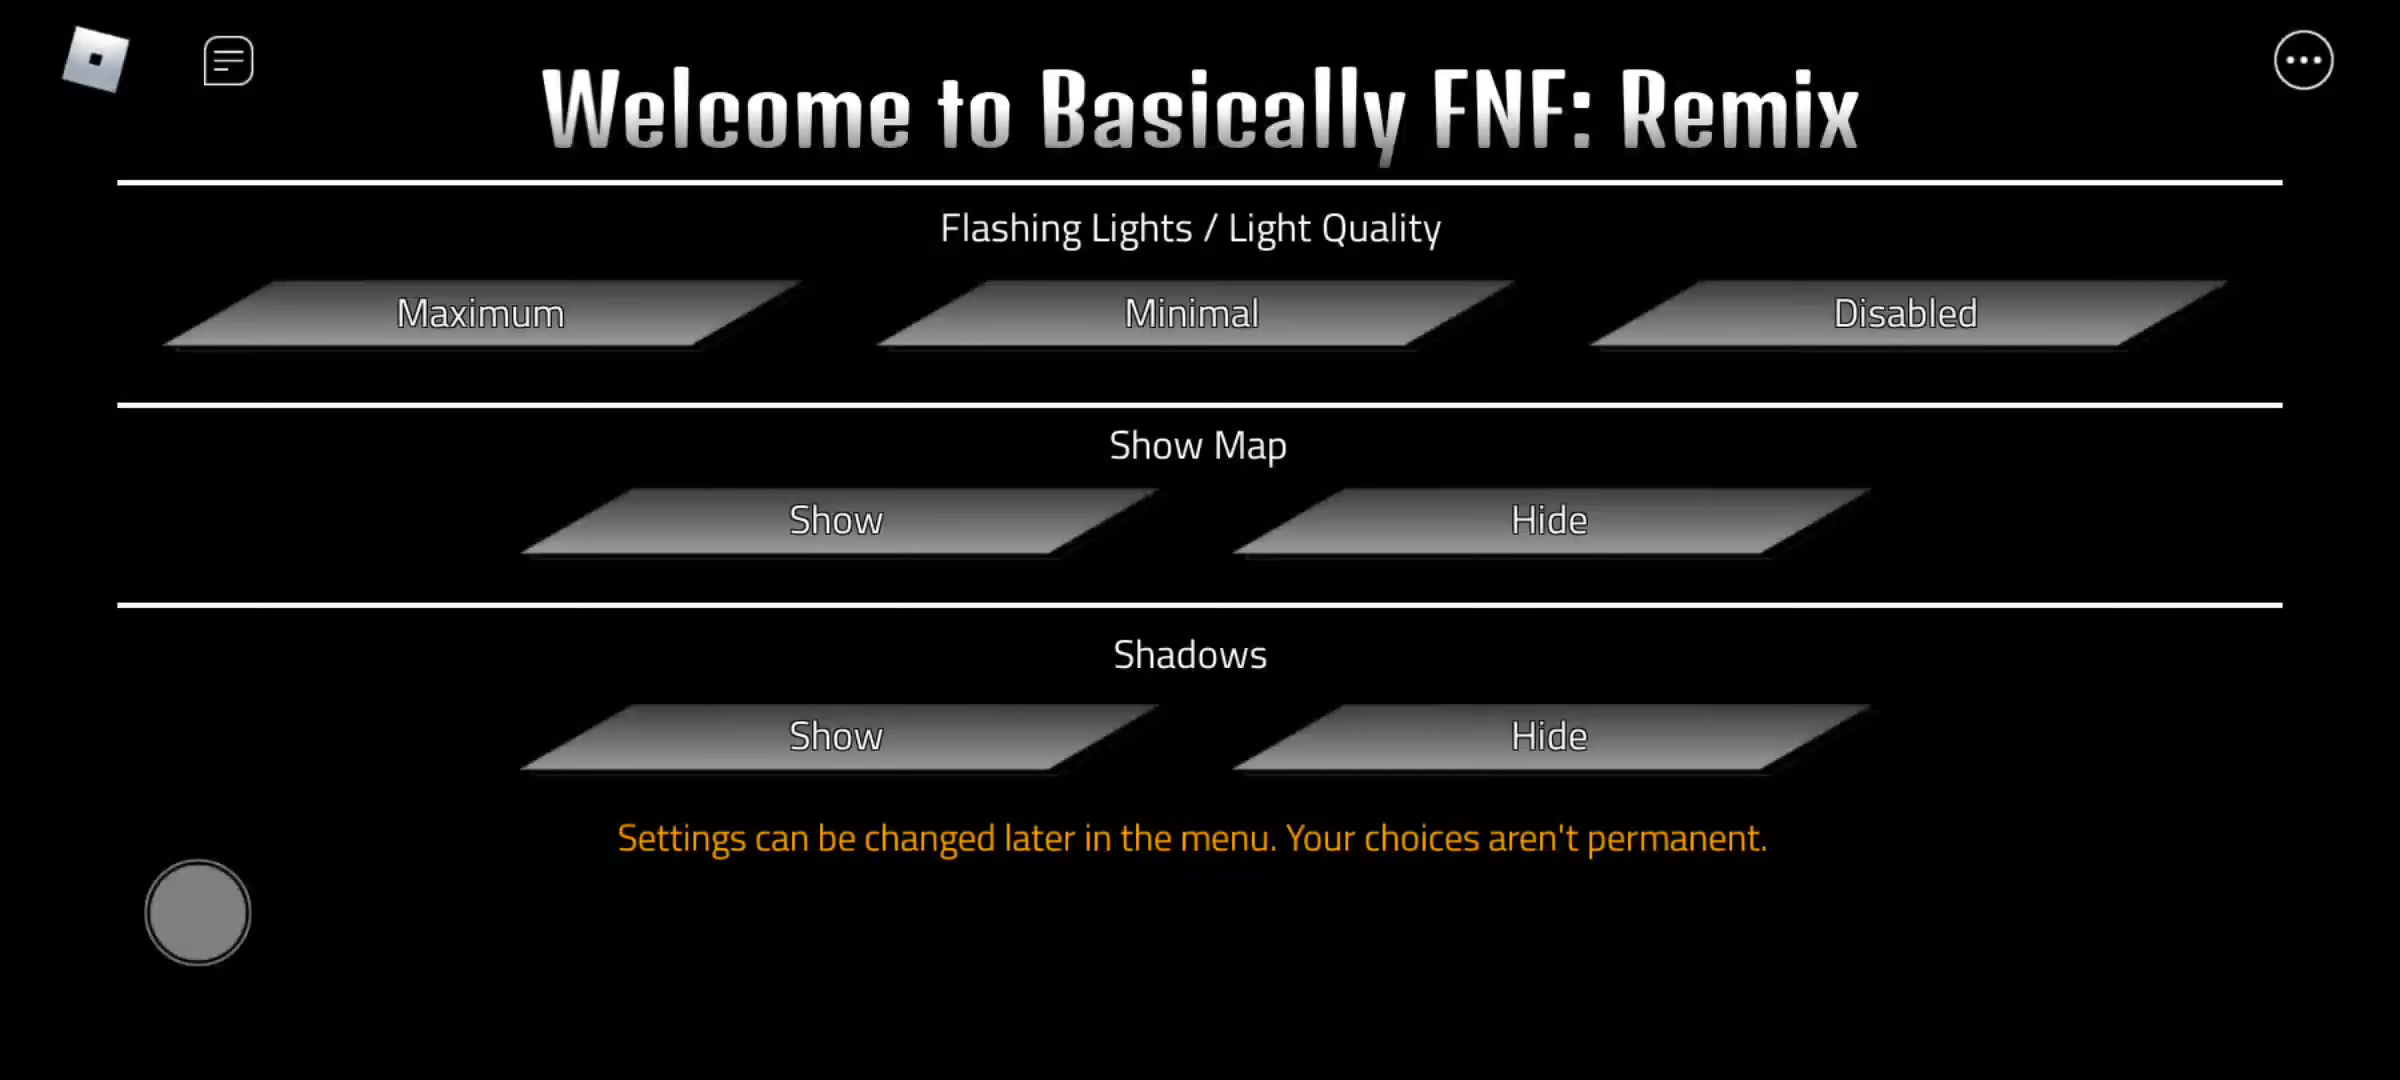 Welcome to Basically FNF: Remix
Flashing Lights / Light Quality
Maximum Minimal Disabled
Show Map
Show Hide
Shadows
Show Hide
Settings can be changed later in the menu. Your choices aren't permanent.